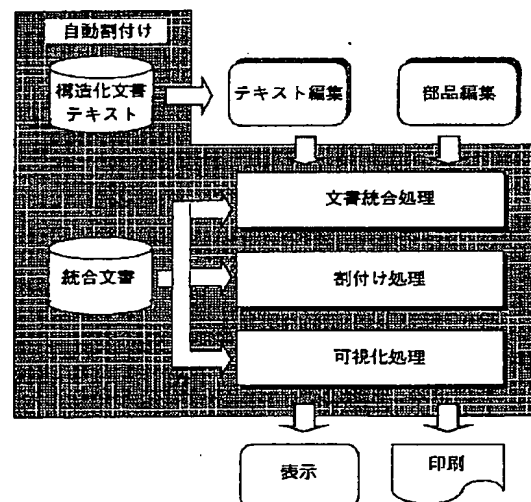 自動割付け
構造化文書
テキスト
テキスト編集
部品編集
文書統合処理
統合文書
割付け処理
可視化処理
表示
印刷